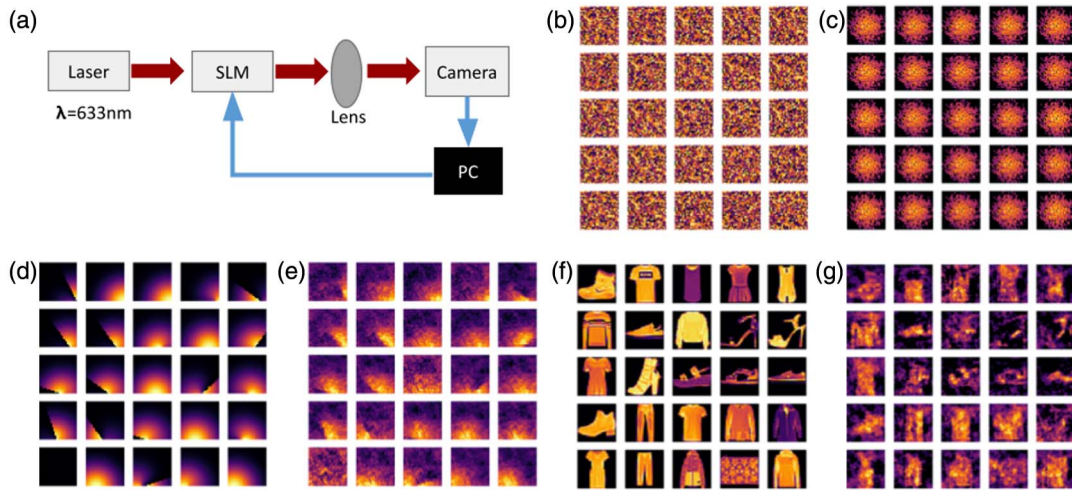 (a)
Laser
SLM
Camera
λ=633nm
Lens
PC
(b)
(c)
(d)
(e)
(f)
(g)